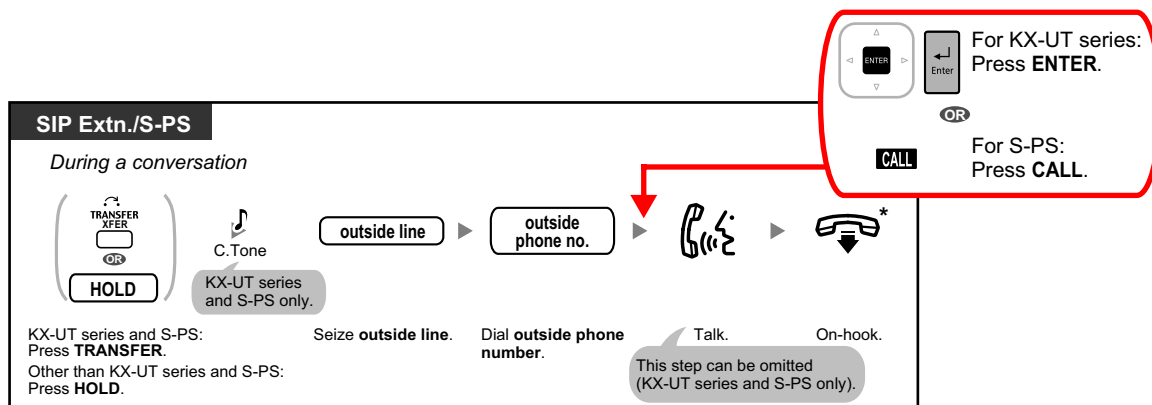 For KX-UT series:
Press ENTER.
ENTER
Enter
OR
For S-PS:
Press CALL.
CALL
SIP Extn./S-PS
During a conversation
TRANSFER
XFER
OR
HOLD
C.Tone
KX-UT series
and S-PS only.
outside line
outside
phone no.
*
KX-UT series and S-PS:
Press TRANSFER.
Other than KX-UT series and S-PS:
Press HOLD.
Seize outside line.
Dial outside phone
number.
Talk.
This step can be omitted
(KX-UT series and S-PS only).
On-hook.